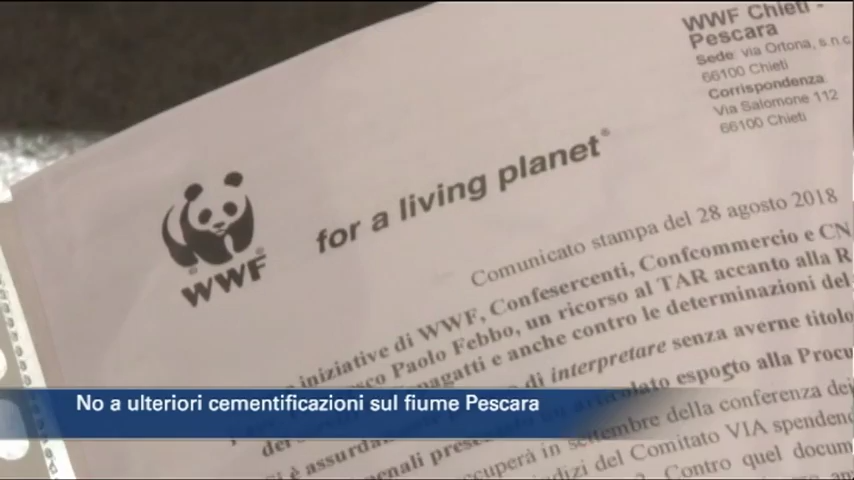 WWF Chieti -
Pescara
Sede: via Ortona, s.n.c.
66100 Chieti
Corrispondenza:
Via Salomone 112
66100 Chieti
WWF
for a living planet®
Comunicato stampa del 28 agosto 2018
iniziative di WWF, Confesercenti, Confcommercio e CN
Paolo Febbo, un ricorso al TAR accanto alla R
e anche contro le determinazioni del
di interpretare senza averne titolo
esposto alla Procu
in settembre della conferenza dei
del Comitato VIA spendend
Contro quel docum
No a ulteriori cementificazioni sul fiume Pescara